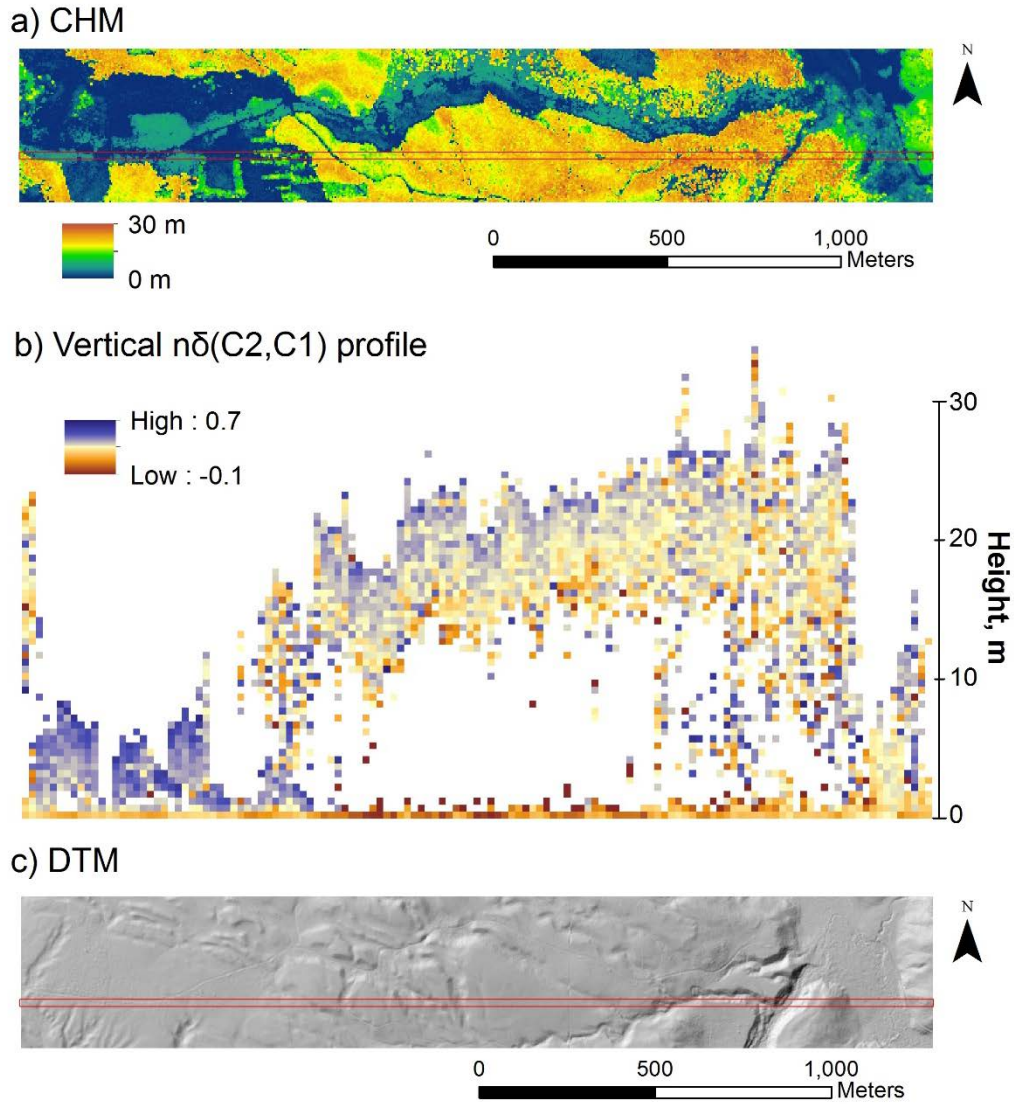 a) CHM
N
30 m
0 m
0 500 1,000
Meters
b) Vertical nδ(C2,C1) profile
High : 0.7
Low : -0.1
30
20
10
0
Height, m
c) DTM
N
0 500 1,000
Meters